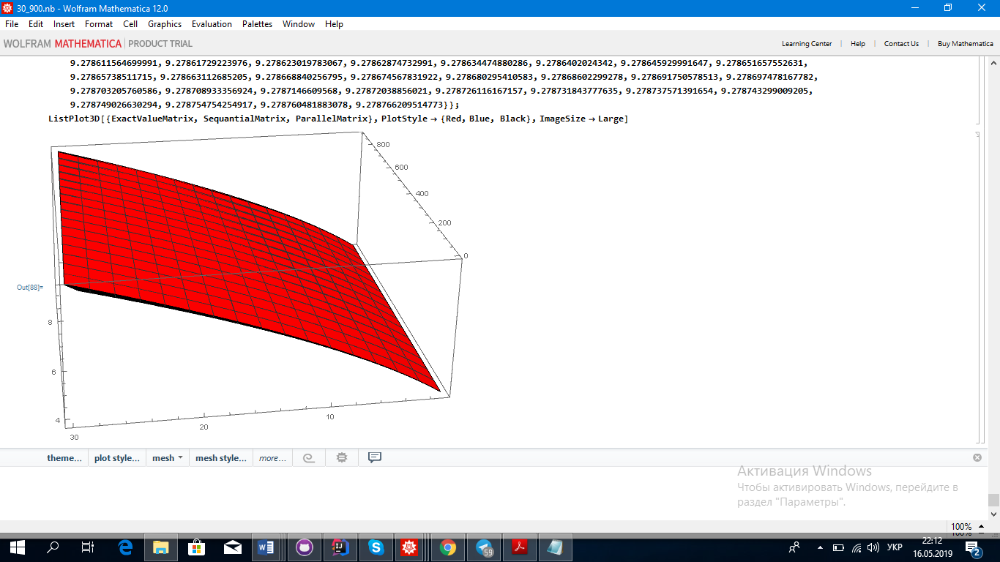 30_900.nb - Wolfram Mathematica 12.0
File Edit Insert Format Cell Graphics Evaluation Palettes Window Help
WOLFRAM MATHEMATICA | PRODUCT TRIAL Learning Center | Help | Contact Us | Buy Mathematica
9.278611564699991, 9.27861729223976, 9.278623019783067, 9.27862874732991, 9.278634474880286, 9.2786402024342, 9.278645929991647, 9.278651657552631,
9.27865738511715, 9.278663112685205, 9.278668840256795, 9.278674567831922, 9.278680295410583, 9.27868602299278, 9.278691750578513, 9.278697478167782,
9.278703205760586, 9.278708933356924, 9.2787146609568, 9.27872038856021, 9.278726116167157, 9.278731843777635, 9.278737571391654, 9.278743299009205,
9.278749026630294, 9.278754754254917, 9.278760481883078, 9.278766209514773}};
ListPlot3D[{ExactValueMatrix, SequantialMatrix, ParallelMatrix}, PlotStyle → {Red, Blue, Black}, ImageSize → Large]
800
600
400
200
0
Out[88]=
8
6
4
30
20
10
theme... plot style... mesh mesh style... more...
Активация Windows
Чтобы активировать Windows, перейдите в
раздел "Параметры".
100%
100%
W IJ S 59
УКР
22:12
16.05.2019
2